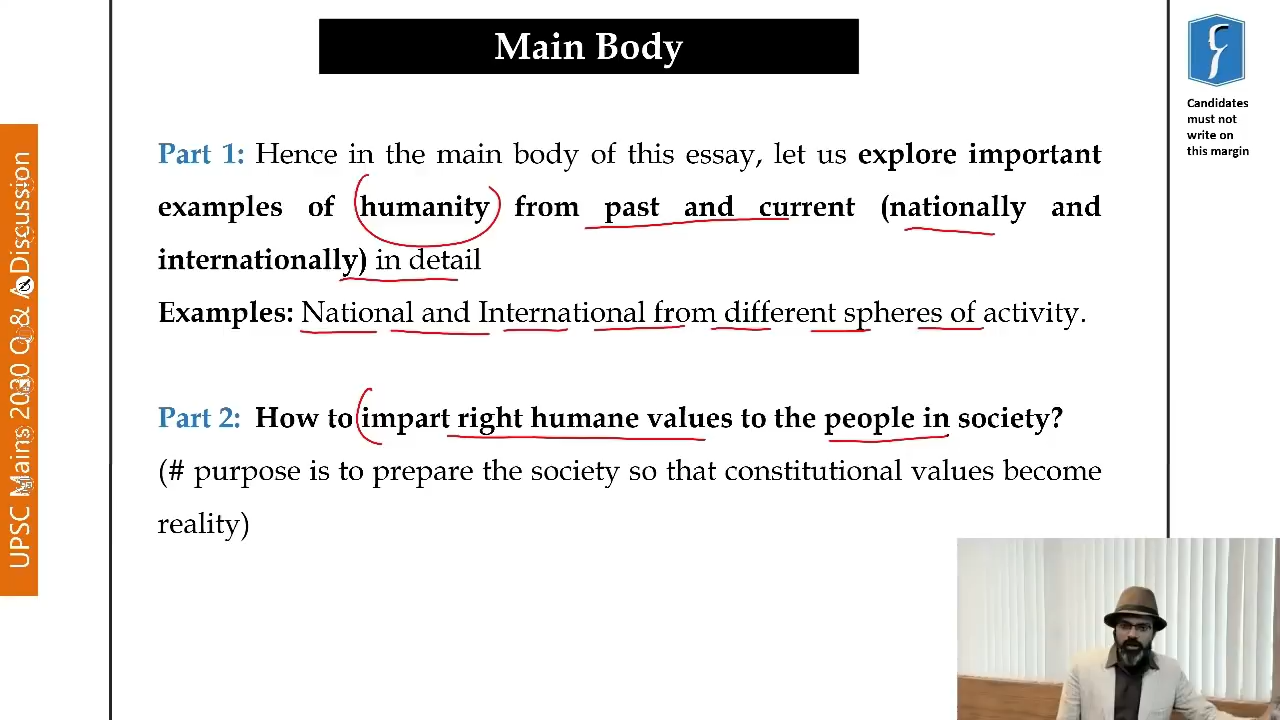 Main Body
Candidates
must not
write on
this margin
Part 1: Hence in the main body of this essay, let us explore important
examples of humanity from past and current (nationally and
internationally) in detail
Examples: National and International from different spheres of activity.
Part 2: How to impart right humane values to the people in society?
(# purpose is to prepare the society so that constitutional values become
reality)
UPSC Mains 2020 Q & A Discussion